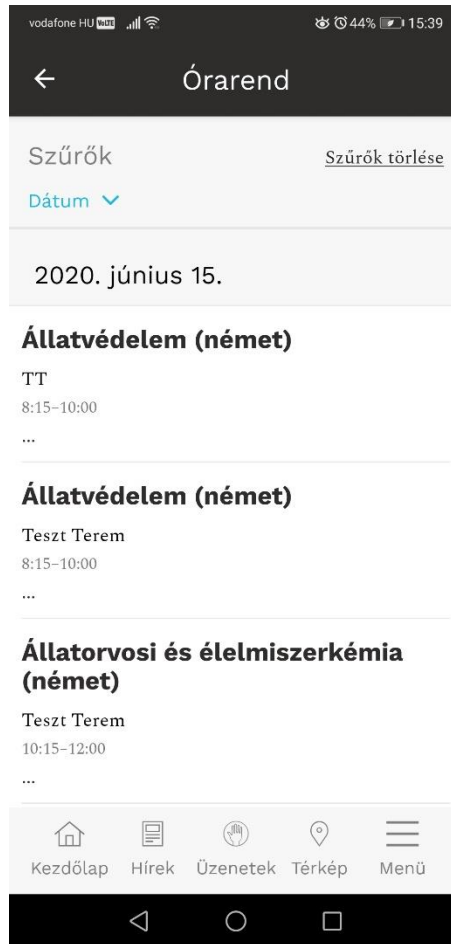 vodafone HU VoLTE 44% 15:39
Órarend
Szűrők Szűrők törlése
Dátum
2020. június 15.
Állatvédelem (német)
TT
8:15–10:00
...
Állatvédelem (német)
Teszt Terem
8:15–10:00
...
Állatorvosi és élelmiszerkémia
(német)
Teszt Terem
10:15–12:00
...
Kezdőlap Hírek Üzenetek Térkép Menü